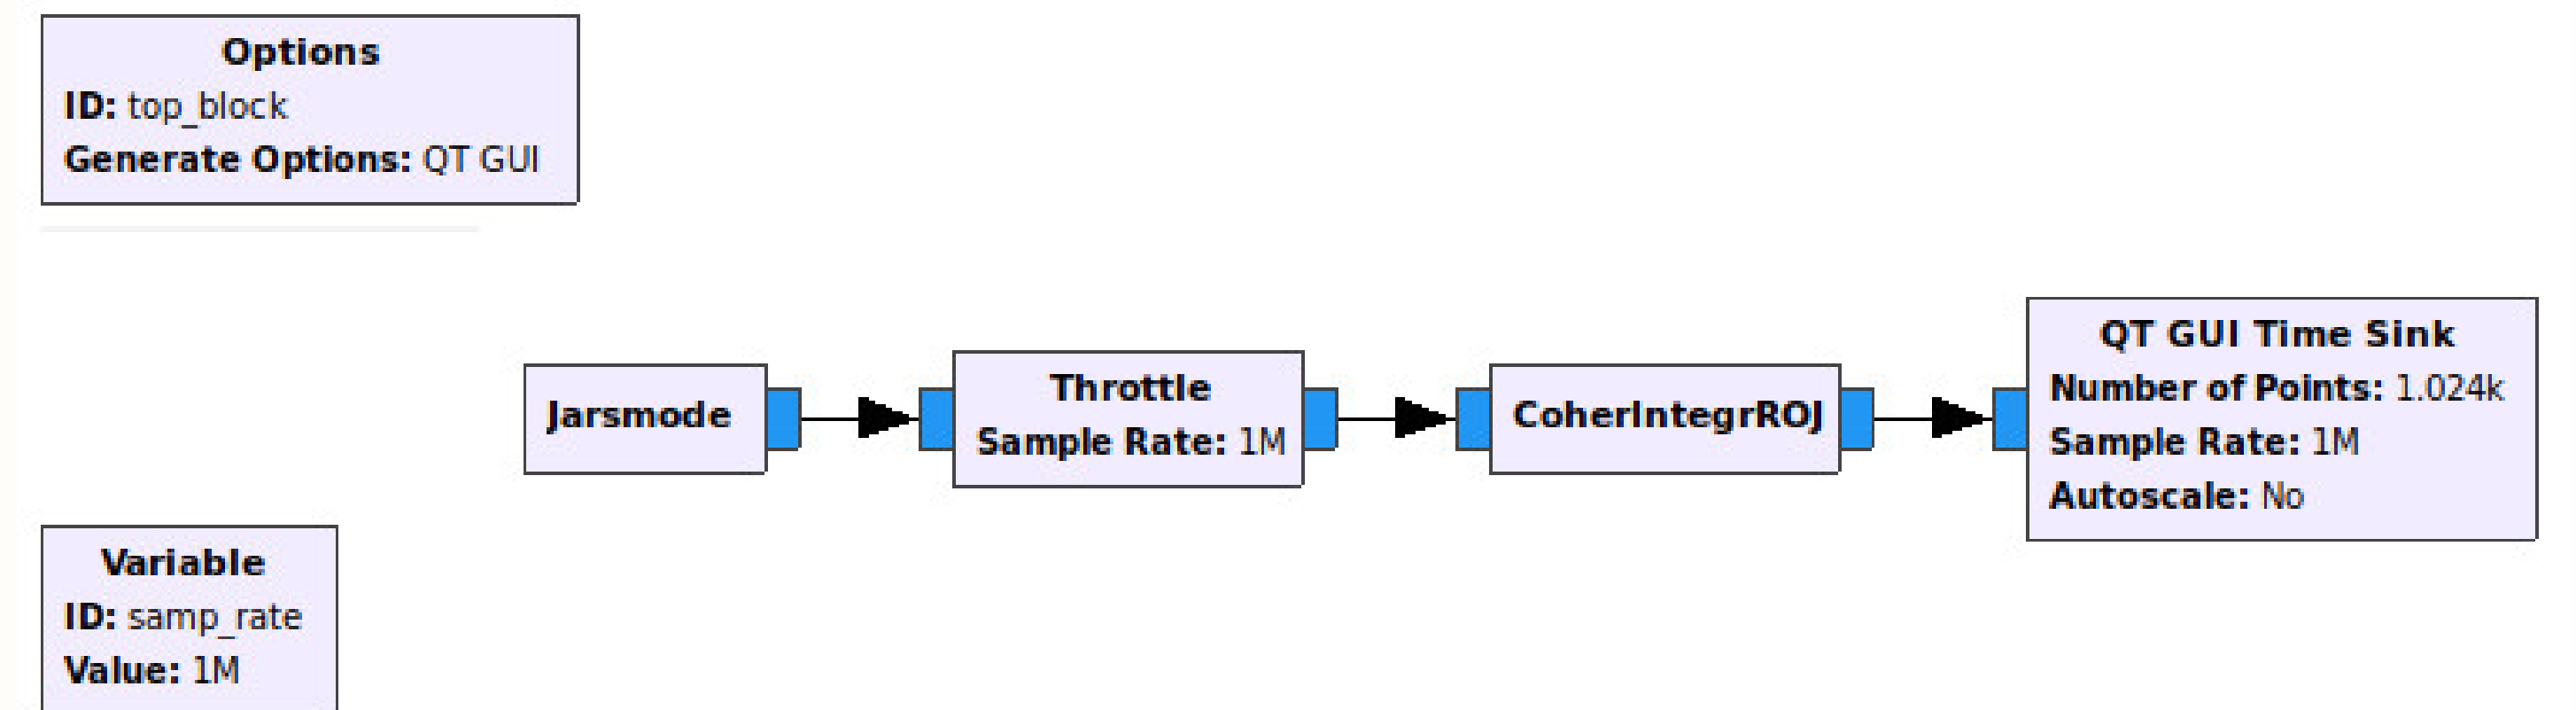 Options
ID: top_block
Generate Options: QT GUI
Jarsmode
Throttle
Sample Rate: 1M
CoherIntegrROJ
QT GUI Time Sink
Number of Points: 1.024k
Sample Rate: 1M
Autoscale: No
Variable
ID: samp_rate
Value: 1M